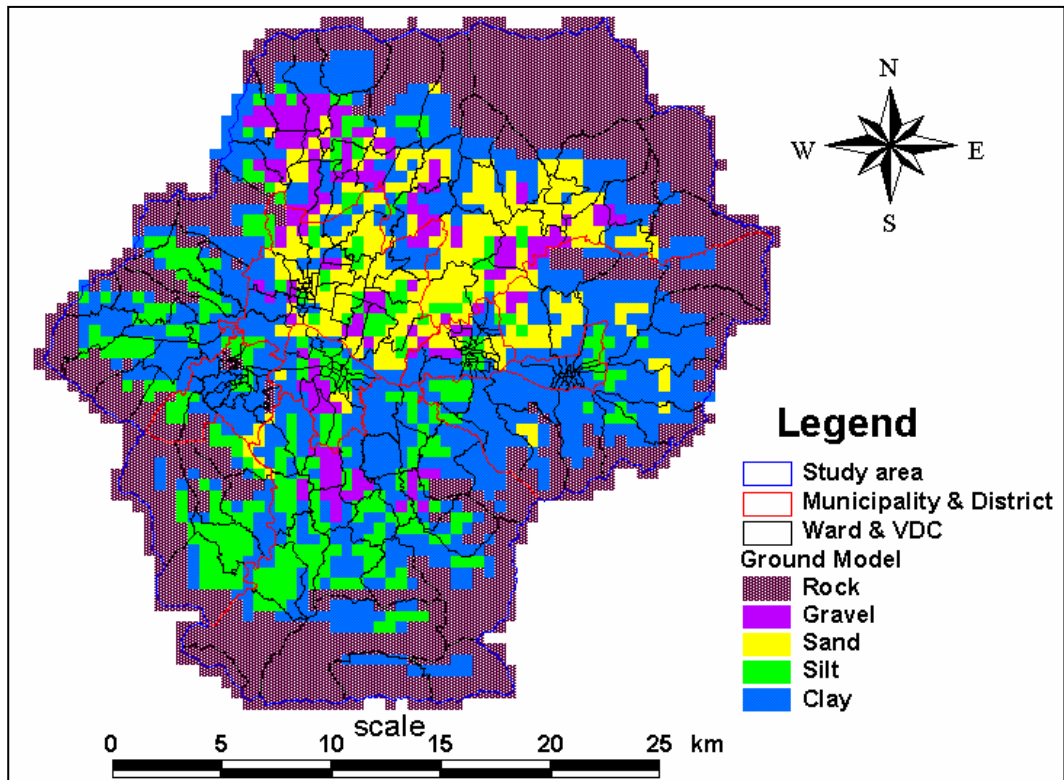 N
W E
S
Legend
Study area
Municipality & District
Ward & VDC
Ground Model
Rock
Gravel
Sand
Silt
Clay
scale
0 5 10 15 20 25 km